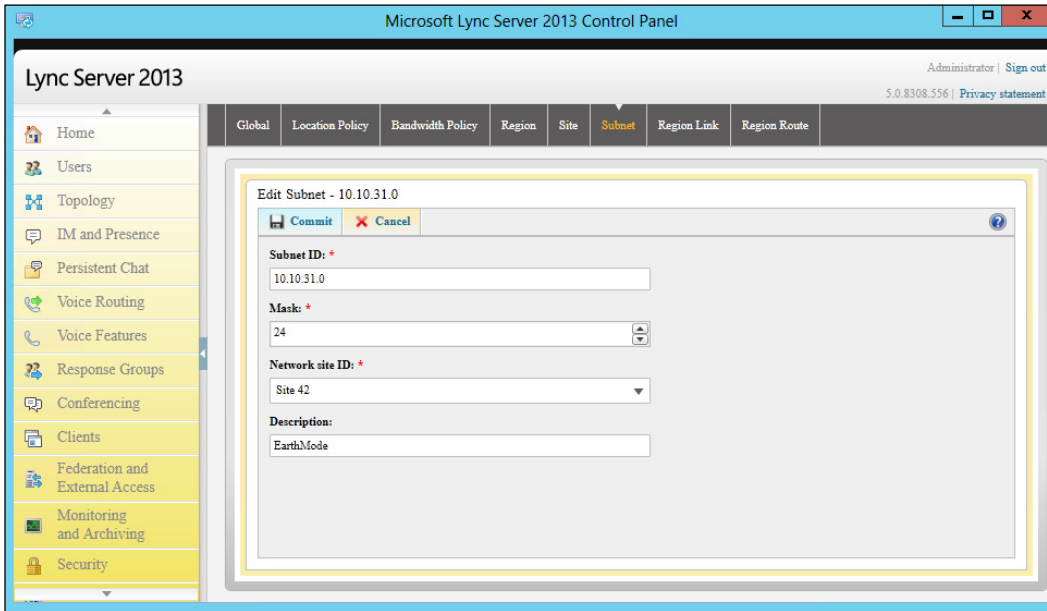 Microsoft Lync Server 2013 Control Panel
Lync Server 2013
Administrator | Sign out
5.0.8308.556 | Privacy statement
Home
Users
Topology
IM and Presence
Persistent Chat
Voice Routing
Voice Features
Response Groups
Conferencing
Clients
Federation and
External Access
Monitoring
and Archiving
Security
Global Location Policy Bandwidth Policy Region Site Subnet Region Link Region Route
Edit Subnet - 10.10.31.0
Commit Cancel
Subnet ID: *
10.10.31.0
Mask: *
24
Network site ID: *
Site 42
Description:
EarthMode